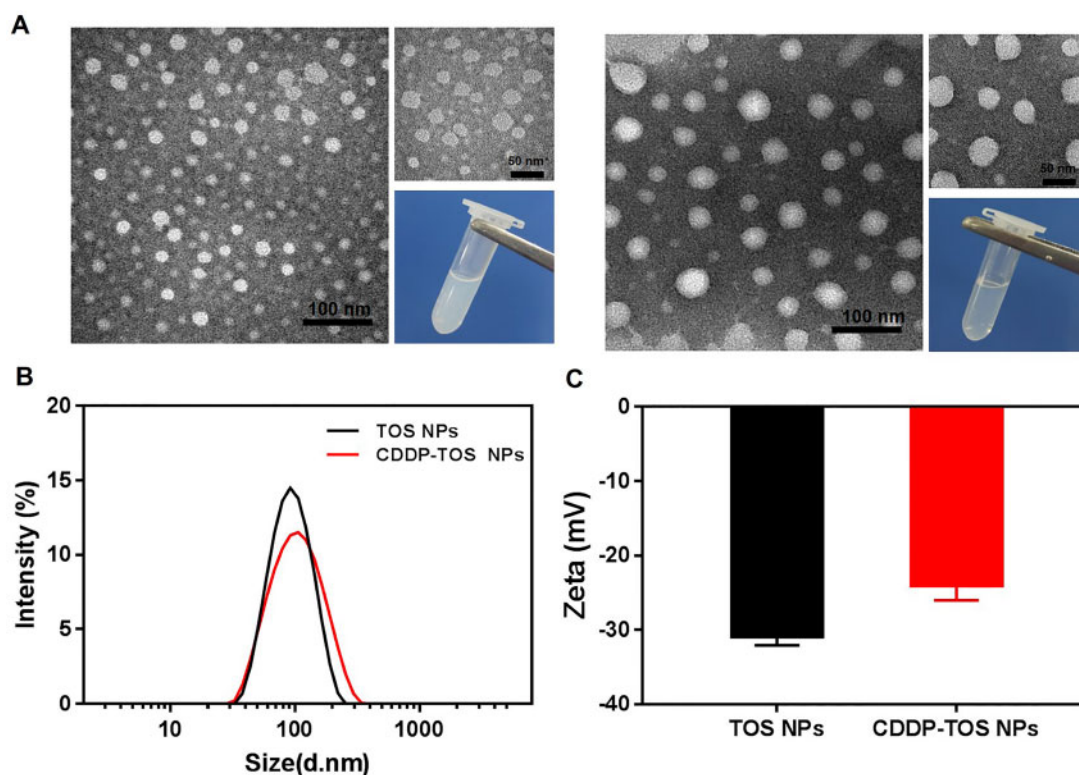 A
50 nm
50 nm
100 nm
100 nm
B
20
15
10
5
0
Intensity (%)
TOS NPs
CDDP-TOS NPs
10
100
1000
Size(d.nm)
C
0
-10
-20
-30
-40
Zeta (mV)
TOS NPs
CDDP-TOS NPs